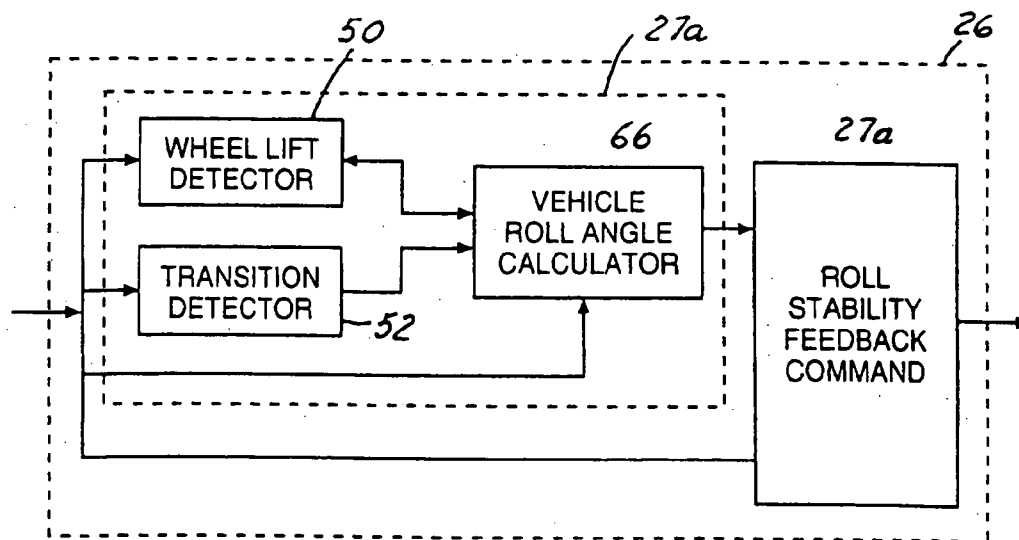 50
27a
26
WHEEL LIFT
DETECTOR
66
VEHICLE
ROLL ANGLE
CALCULATOR
27a
ROLL
STABILITY
FEEDBACK
COMMAND
TRANSITION
DETECTOR
52